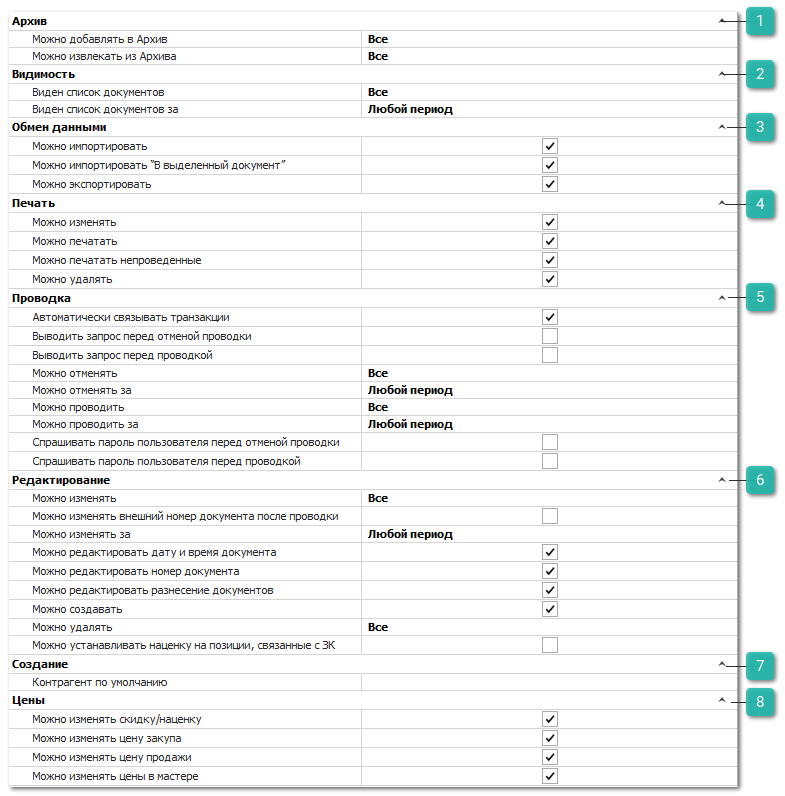 Архив 1
Можно добавлять в Архив Все
Можно извлекать из Архива Все
Видимость 2
Виден список документов Все
Виден список документов за Любой период
Обмен данными 3
Можно импортировать
Можно импортировать "В выделенный документ"
Можно экспортировать
Печать 4
Можно изменять
Можно печатать
Можно печатать непроведенные
Можно удалять
Проводка 5
Автоматически связывать транзакции
Выводить запрос перед отменой проводки
Выводить запрос перед проводкой
Можно отменять Все
Можно отменять за Любой период
Можно проводить Все
Можно проводить за Любой период
Спрашивать пароль пользователя перед отменой проводки
Спрашивать пароль пользователя перед проводкой
Редактирование 6
Можно изменять Все
Можно изменять внешний номер документа после проводки
Можно изменять за Любой период
Можно редактировать дату и время документа
Можно редактировать номер документа
Можно редактировать разнесение документов
Можно создавать
Можно удалять Все
Можно устанавливать наценку на позиции, связанные с ЗК
Создание 7
Контрагент по умолчанию
Цены 8
Можно изменять скидку/наценку
Можно изменять цену закупа
Можно изменять цену продажи
Можно изменять цены в мастере